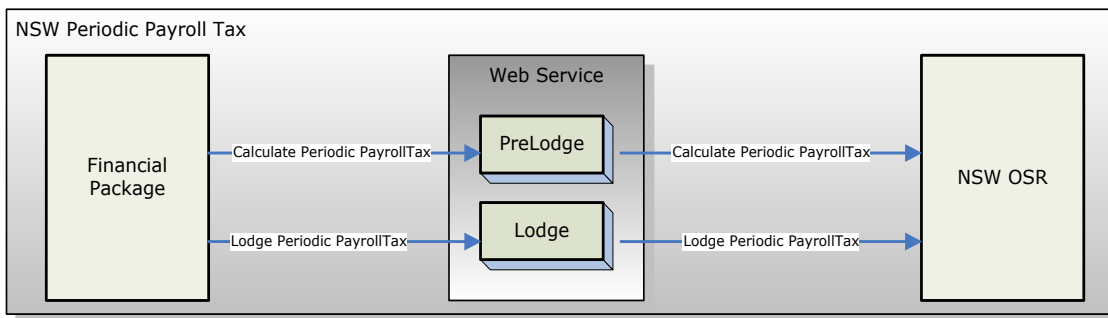 NSW Periodic Payroll Tax
Web Service
Financial
Package
Calculate Periodic PayrollTax
PreLodge
Calculate Periodic PayrollTax
NSW OSR
Lodge Periodic PayrollTax
Lodge
Lodge Periodic PayrollTax